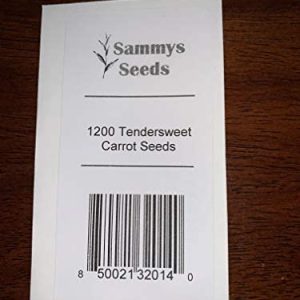 Sammys
Seeds
1200 Tendersweet
Carrot Seeds
8 50021 32014 0